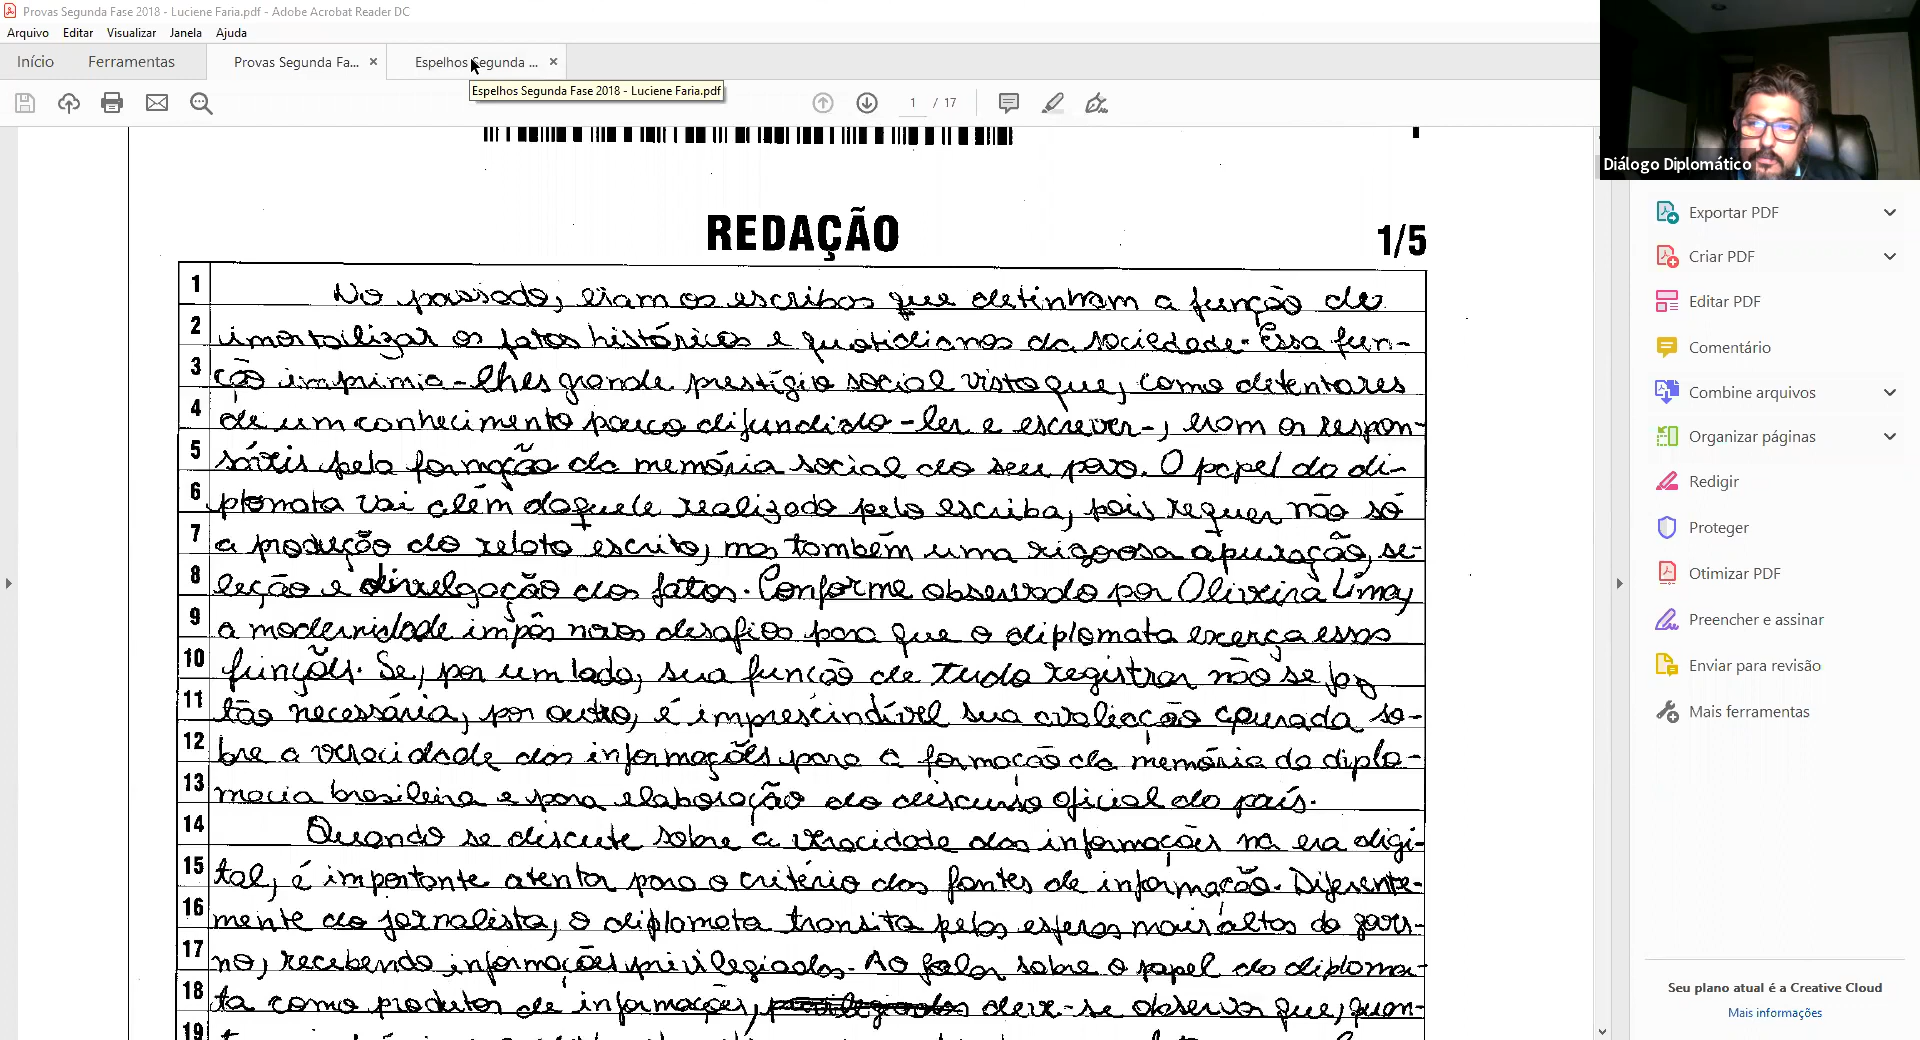 Provas Segunda Fase 2018 - Luciene Faria.pdf - Adobe Acrobat Reader DC
Arquivo Editar Visualizar Janela Ajuda
Início Ferramentas Provas Segunda Fa... × Espelhos Segunda ... ×
Espelhos Segunda Fase 2018 - Luciene Faria.pdf
1 / 17
Diálogo Diplomático
REDAÇÃO
1/5
1 No passado, eram os escribas que detinham a função de
2 imortalizar os fatos históricos e quotidianos da sociedade. Essa fun-
3 ção imprimia-lhes grande prestígio social visto que, como detentores
4 de um conhecimento pouco difundido - ler e escrever -, eram os respon-
5 sáveis pela formação da memória social do seu povo. O papel do di-
6 plomata vai além daquele realizado pelo escriba, pois requer não só
7 a produção do relato escrito, mas também uma rigorosa apuração, se-
8 leção e divulgação dos fatos. Conforme observado por Oliveira Lima,
9 a modernidade impôs novos desafios para que o diplomata exerça essas
10 funções. Se, por um lado, sua função de tudo registrar não se faz
11 tão necessária, por outro, é imprescindível sua avaliação apurada so-
12 bre a veracidade das informações para a formação da memória da diplo-
13 macia brasileira e para elaboração do discurso oficial do país.
14 Quando se discute sobre a veracidade das informações na era digi-
15 tal, é importante atentar para o critério das fontes de informação. Diferente-
16 mente do jornalista, o diplomata transita pelas esferas mais altas do gover-
17 no, recebendo informações privilegiadas. Ao falar sobre o papel do diploma-
18 ta como produtor de informações, deve-se observar que, quan-
19
Exportar PDF
Criar PDF
Editar PDF
Comentário
Combine arquivos
Organizar páginas
Redigir
Proteger
Otimizar PDF
Preencher e assinar
Enviar para revisão
Mais ferramentas
Seu plano atual é a Creative Cloud
Mais informações